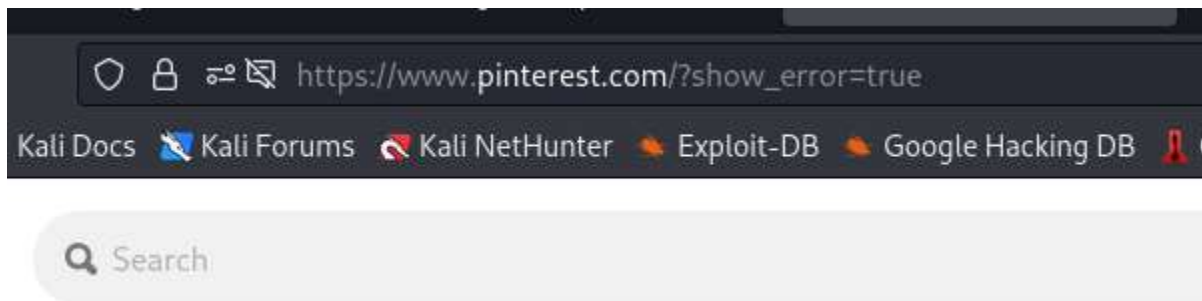 https://www.pinterest.com/?show_error=true
Kali Docs Kali Forums Kali NetHunter Exploit-DB Google Hacking DB
Search